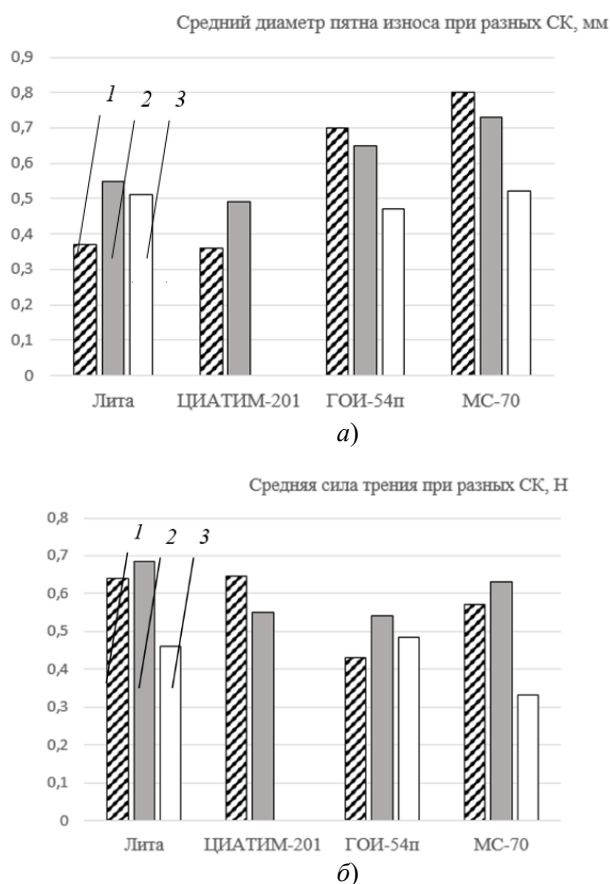 Средний диаметр пятна износа при разных СК, мм
0,9
0,8
0,7
0,6
0,5
0,4
0,3
0,2
0,1
0
1 2 3
Лита ЦИАТИМ-201 ГОИ-54п МС-70
а)
Средняя сила трения при разных СК, Н
0,8
0,7
0,6
0,5
0,4
0,3
0,2
0,1
0
1 2 3
Лита ЦИАТИМ-201 ГОИ-54п МС-70
б)